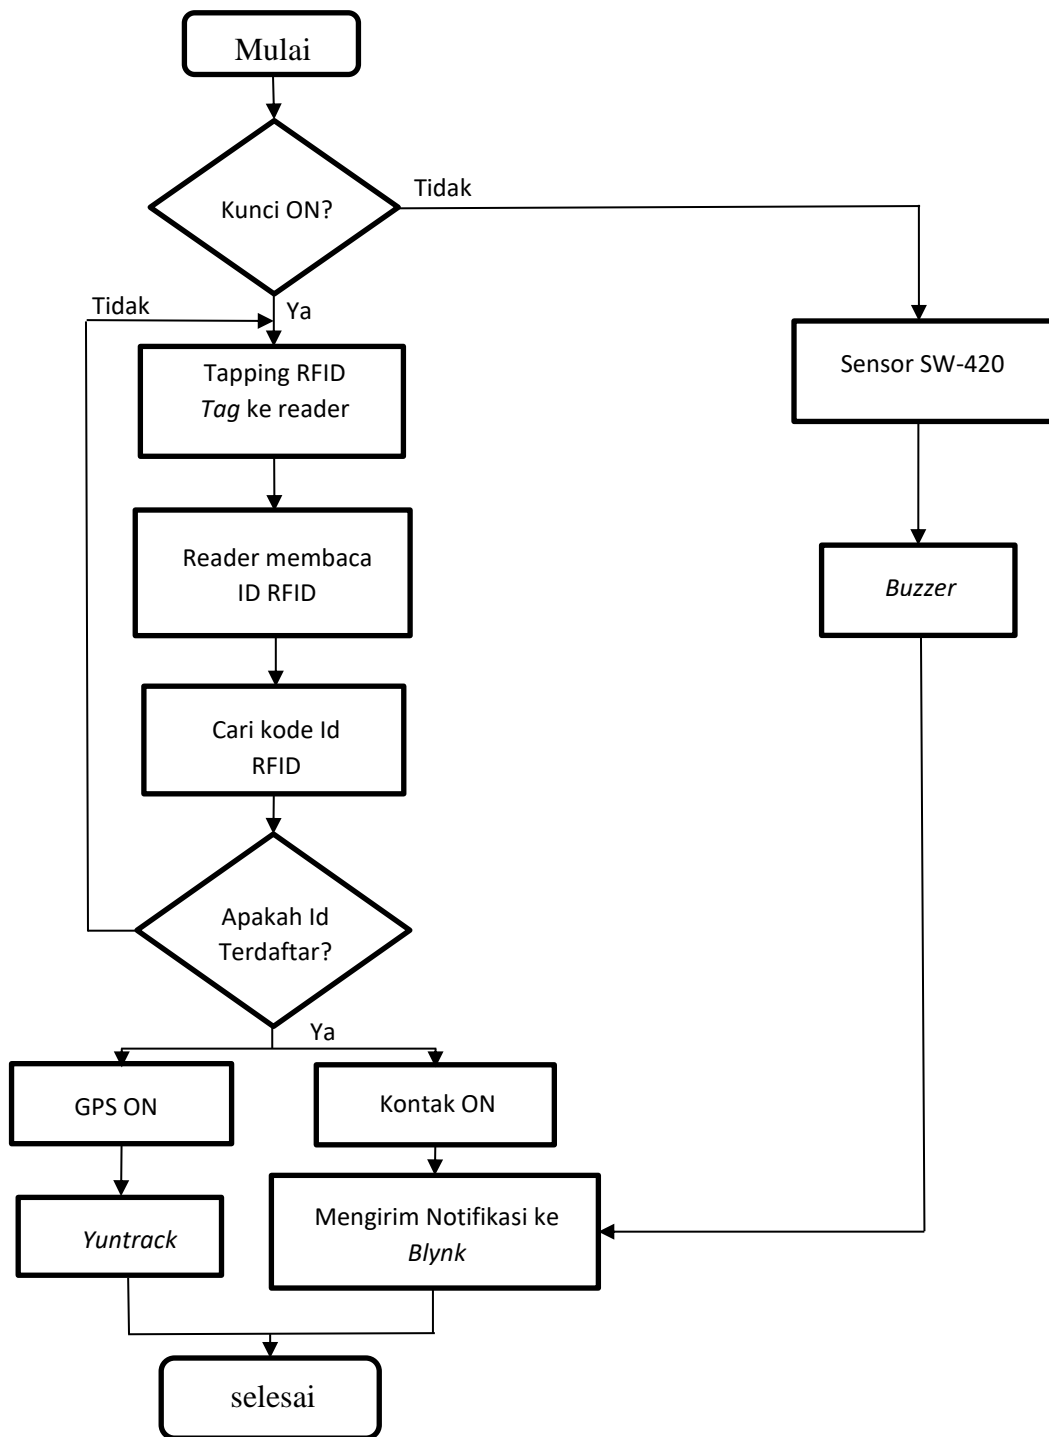 Mulai
Kunci ON?
Tidak
Ya
Tidak
Tapping RFID
Tag ke reader
Sensor SW-420
Reader membaca
ID RFID
Buzzer
Cari kode Id
RFID
Apakah Id
Terdaftar?
Ya
GPS ON
Kontak ON
Yuntrack
Mengirim Notifikasi ke
Blynk
selesai